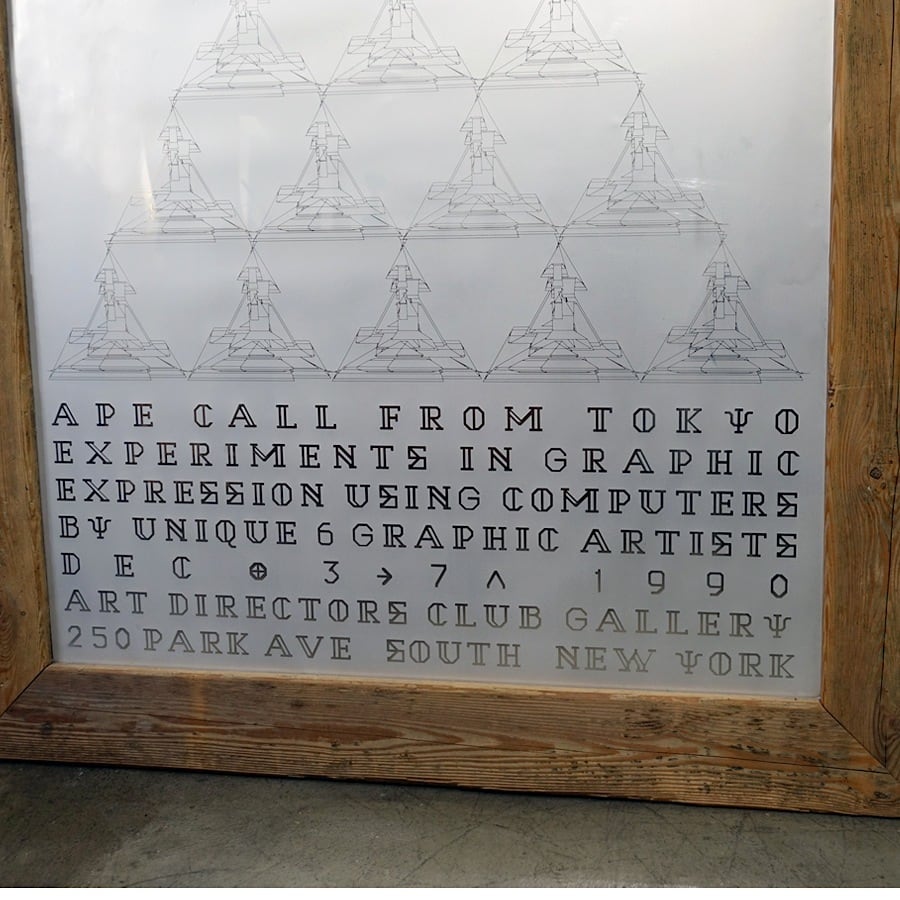 APE CALL FROM TOKYO
EXPERIMENTS IN GRAPHIC
EXPRESSION USING COMPUTERS
BY UNIQUE 6 GRAPHIC ARTISTS
DEC ⊕ 3 → 7 ∧ 1990
ART DIRECTORS CLUB GALLERY
250 PARK AVE SOUTH NEW YORK